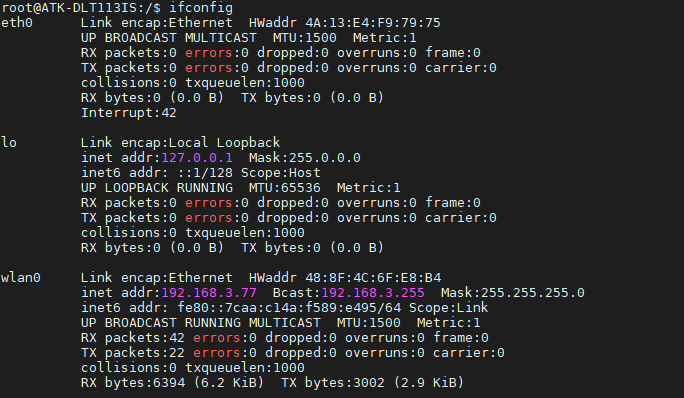 root@ATK-DLT113IS:/$ ifconfig
eth0      Link encap:Ethernet  HWaddr 4A:13:E4:F9:79:75
          UP BROADCAST MULTICAST  MTU:1500  Metric:1
          RX packets:0 errors:0 dropped:0 overruns:0 frame:0
          TX packets:0 errors:0 dropped:0 overruns:0 carrier:0
          collisions:0 txqueuelen:1000
          RX bytes:0 (0.0 B)  TX bytes:0 (0.0 B)
          Interrupt:42
lo        Link encap:Local Loopback
          inet addr:127.0.0.1  Mask:255.0.0.0
          inet6 addr: ::1/128 Scope:Host
          UP LOOPBACK RUNNING  MTU:65536  Metric:1
          RX packets:0 errors:0 dropped:0 overruns:0 frame:0
          TX packets:0 errors:0 dropped:0 overruns:0 carrier:0
          collisions:0 txqueuelen:1000
          RX bytes:0 (0.0 B)  TX bytes:0 (0.0 B)
wlan0     Link encap:Ethernet  HWaddr 48:8F:4C:6F:E8:B4
          inet addr:192.168.3.77  Bcast:192.168.3.255  Mask:255.255.255.0
          inet6 addr: fe80::7caa:c14a:f589:e495/64 Scope:Link
          UP BROADCAST RUNNING MULTICAST  MTU:1500  Metric:1
          RX packets:42 errors:0 dropped:0 overruns:0 frame:0
          TX packets:22 errors:0 dropped:0 overruns:0 carrier:0
          collisions:0 txqueuelen:1000
          RX bytes:6394 (6.2 KiB)  TX bytes:3002 (2.9 KiB)